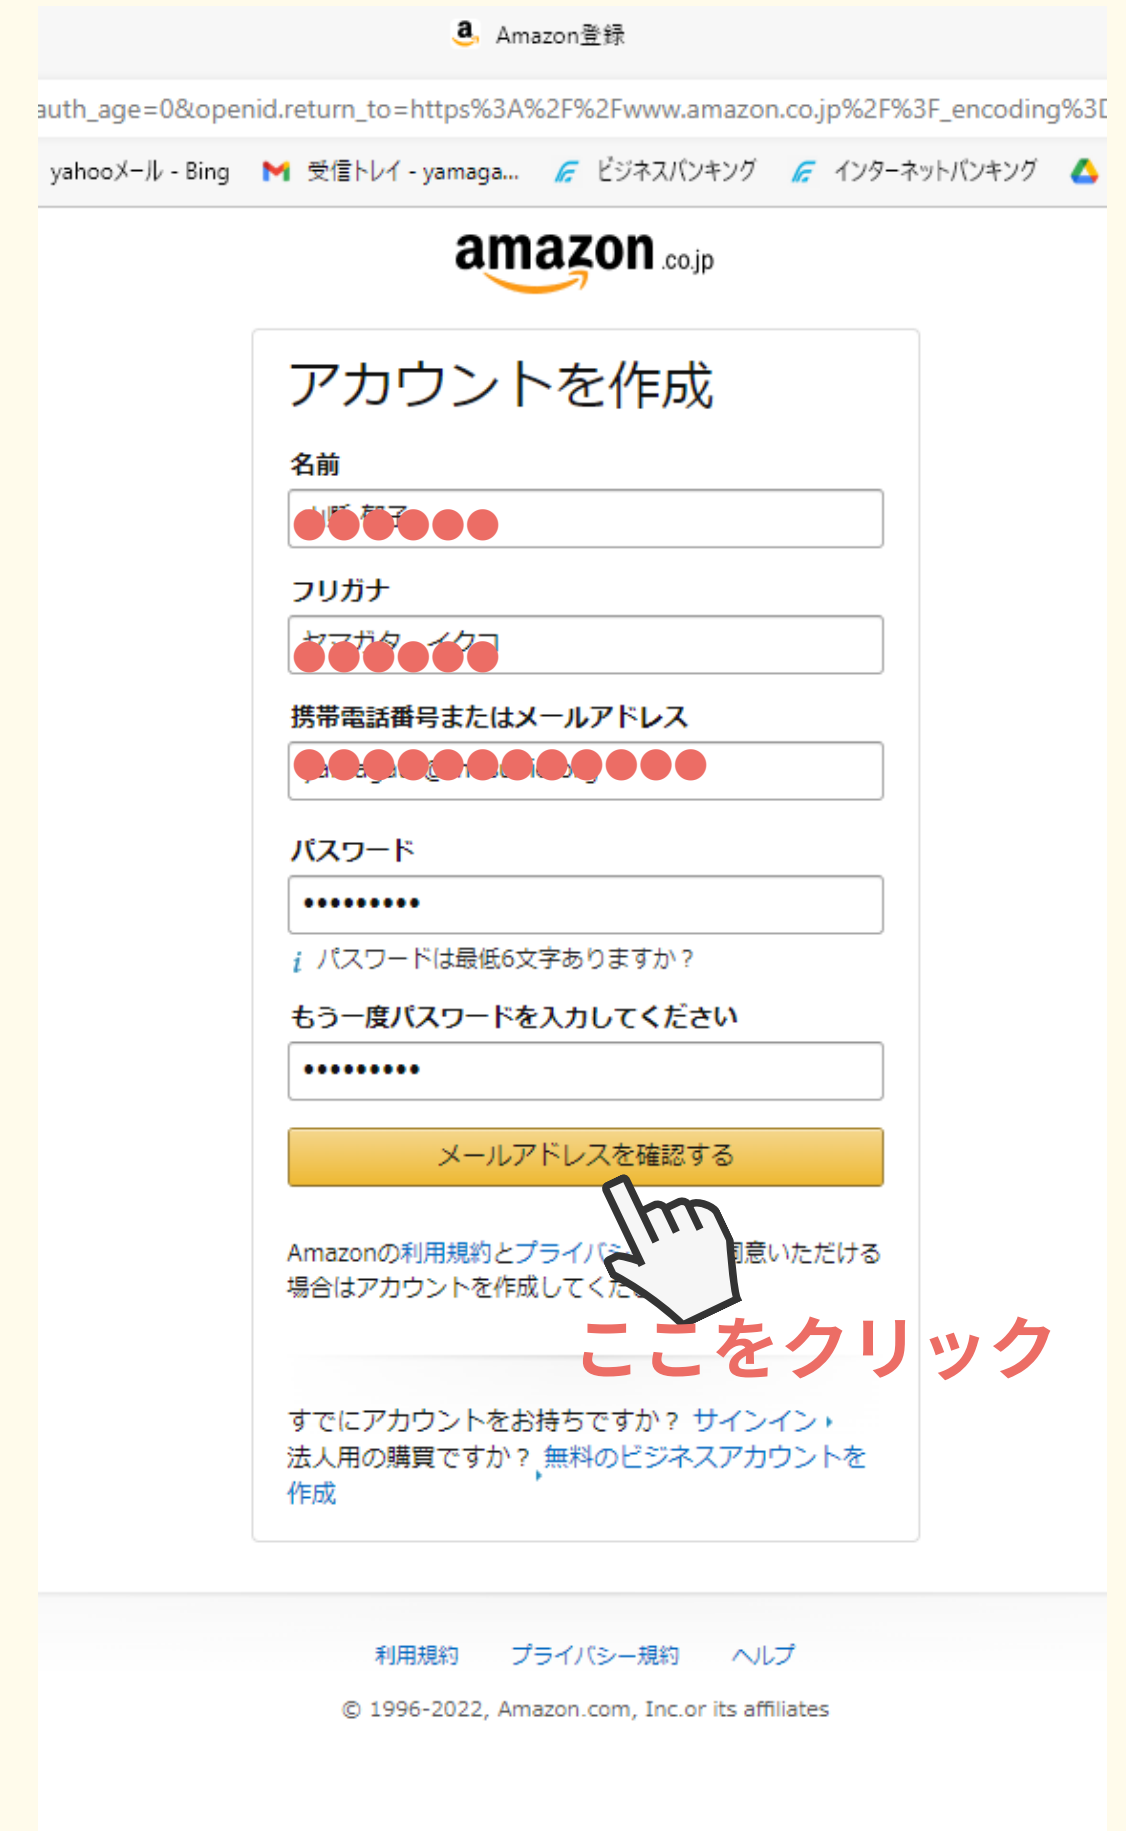 Amazon登録
auth_age=0&openid.return_to=https%3A%2F%2Fwww.amazon.co.jp%2F%3F_encoding%3D
yahooメール - Bing 受信トレイ - yamaga... ビジネスバンキング インターネットバンキング
amazon.co.jp
アカウントを作成
名前
フリガナ
携帯電話番号またはメールアドレス
パスワード
•••••••••
i パスワードは最低6文字ありますか？
もう一度パスワードを入力してください
•••••••••
メールアドレスを確認する
Amazonの利用規約とプライバシ 同意いただける
場合はアカウントを作成してくだ
ここをクリック
すでにアカウントをお持ちですか？ サインイン
法人用の購買ですか？ 無料のビジネスアカウントを
作成
利用規約 プライバシー規約 ヘルプ
© 1996-2022, Amazon.com, Inc.or its affiliates